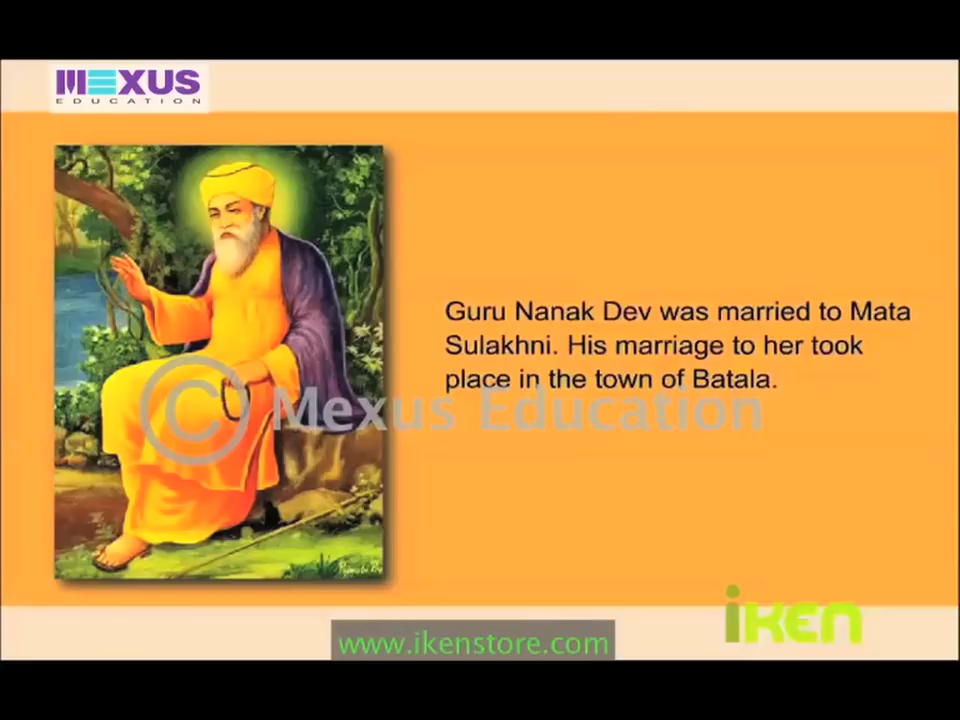 MEXUS
EDUCATION
Guru Nanak Dev was married to Mata
Sulakhni. His marriage to her took
place in the town of Batala.
© Mexus Education
iKEN
www.ikenstore.com